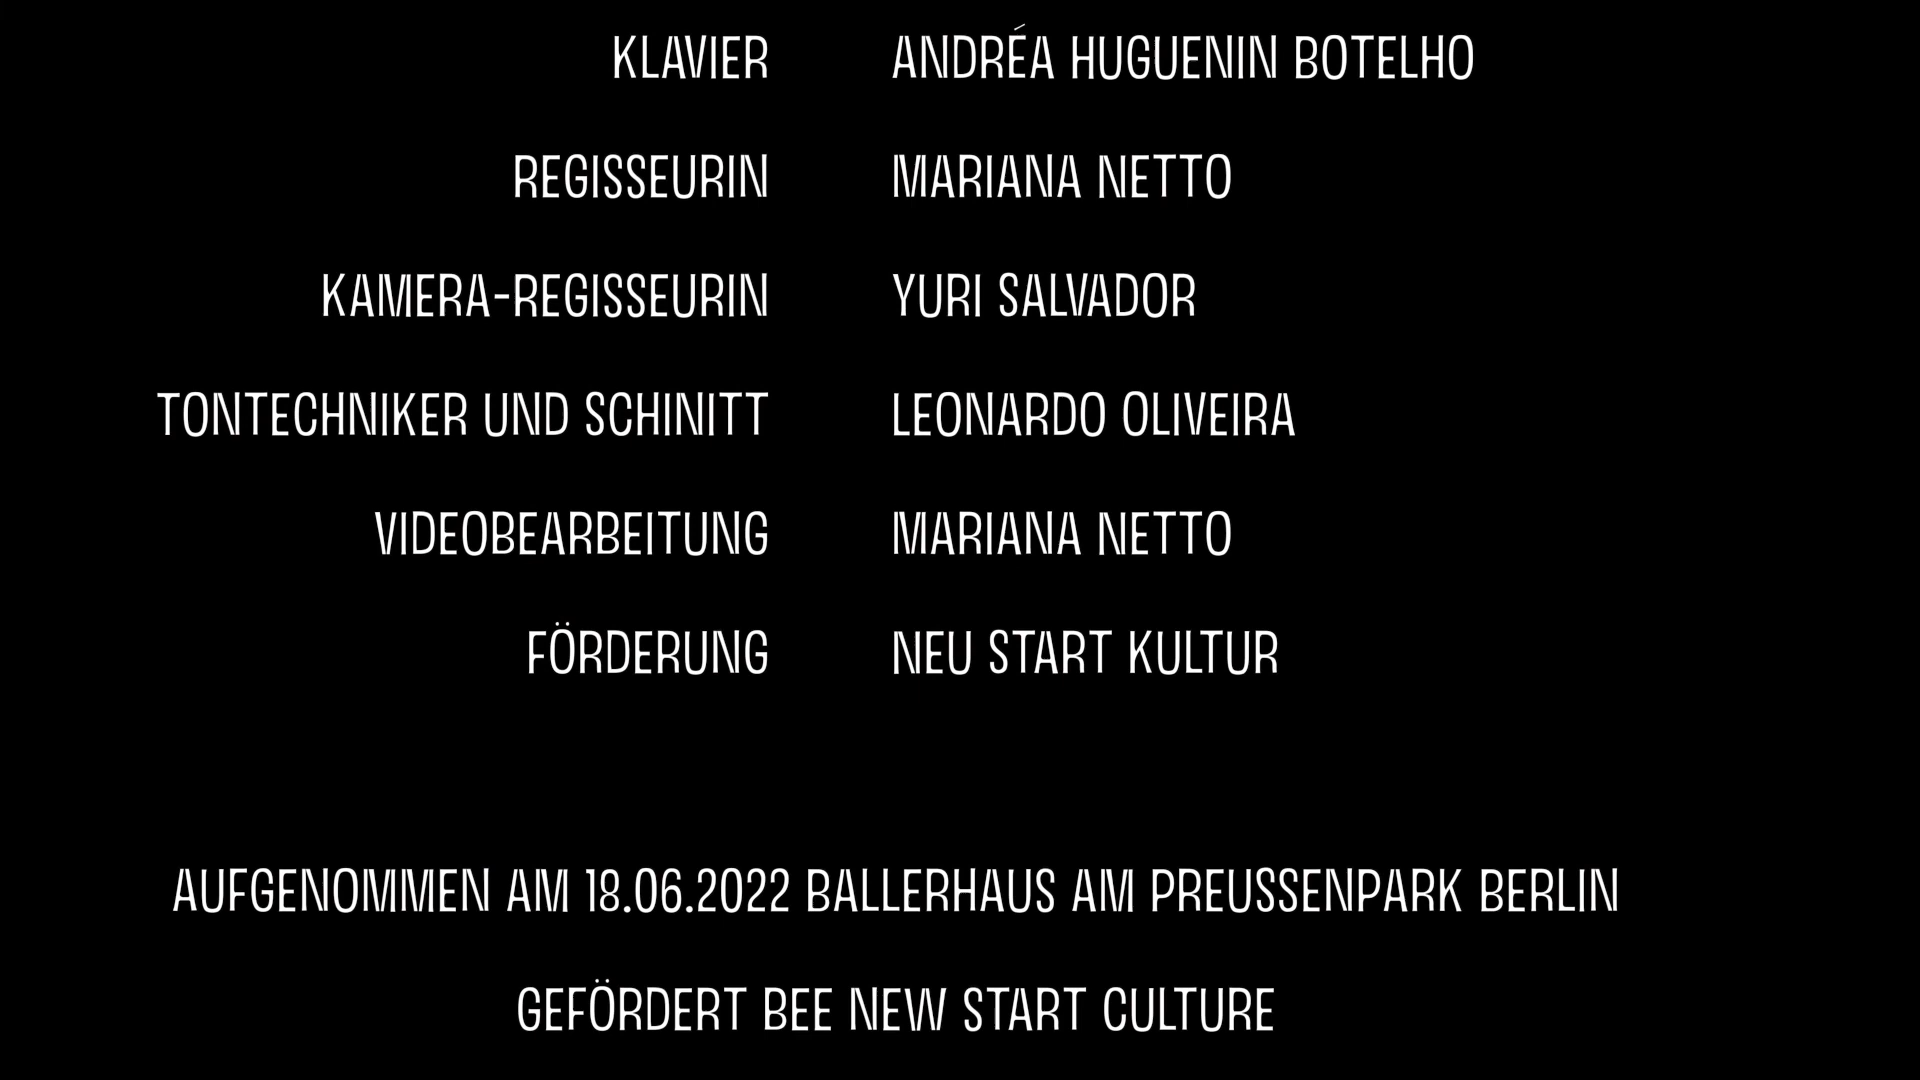 KLAVIER ANDRÉA HUGUENIN BOTELHO
REGISSEURIN MARIANA NETTO
KAMERA-REGISSEURIN YURI SALVADOR
TONTECHNIKER UND SCHINITT LEONARDO OLIVEIRA
VIDEOBEARBEITUNG MARIANA NETTO
FÖRDERUNG NEU START KULTUR
AUFGENOMMEN AM 18.06.2022 BALLERHAUS AM PREUSSENPARK BERLIN
GEFÖRDERT BEE NEW START CULTURE